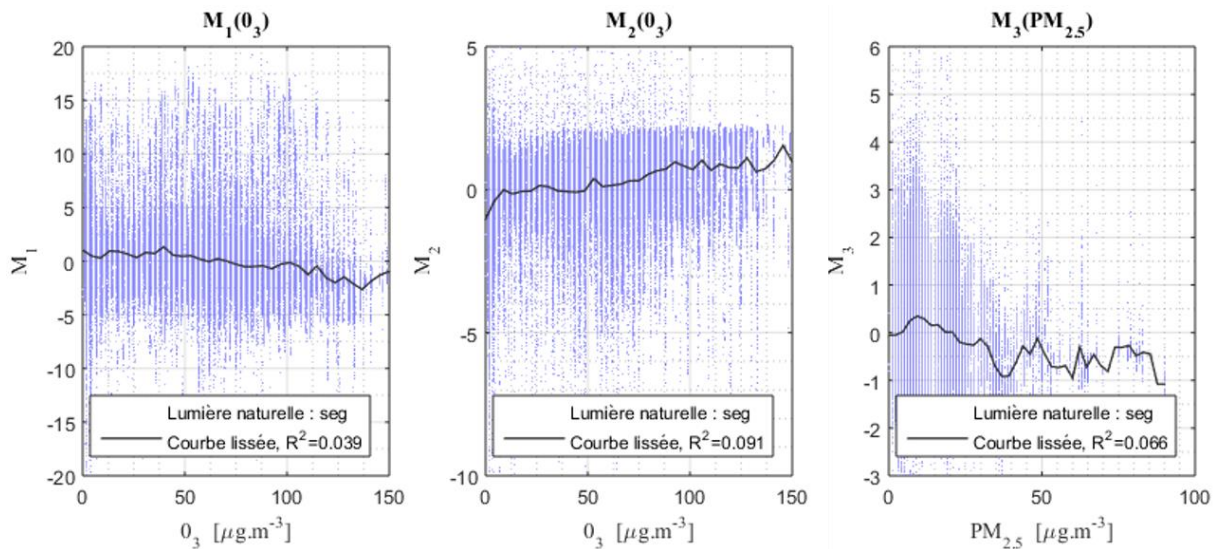 M₁(0₃)
20
15
10
5
0
-5
-10
-15
-20
M₁
Lumière naturelle : seg
Courbe lissée, R²=0.039
0 50 100 150
0₃ [μg.m⁻³]
M₂(0₃)
5
0
-5
-10
M₂
Lumière naturelle : seg
Courbe lissée, R²=0.091
0 50 100 150
0₃ [μg.m⁻³]
M₃(PM₂.₅)
6
5
4
3
2
1
0
-1
-2
-3
M₃
Lumière naturelle : seg
Courbe lissée, R²=0.066
0 50 100
PM₂.₅ [μg.m⁻³]